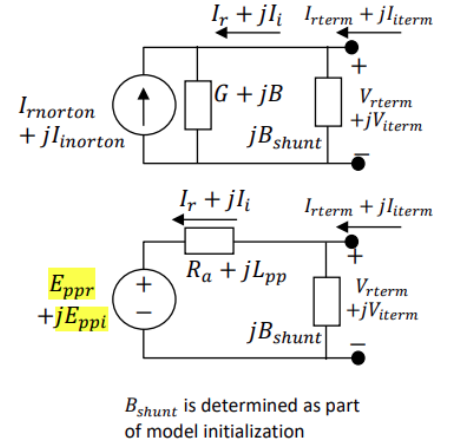 I_r + jI_i
I_rterm + jI_iterm
+
I_rnorton
+ jI_inorton
G + jB
V_rterm
+jV_iterm
jB_shunt
−
I_r + jI_i
I_rterm + jI_iterm
+
R_a + jL_pp
E_ppr
+jE_ppi
+
−
V_rterm
+jV_iterm
jB_shunt
−
B_shunt is determined as part
of model initialization